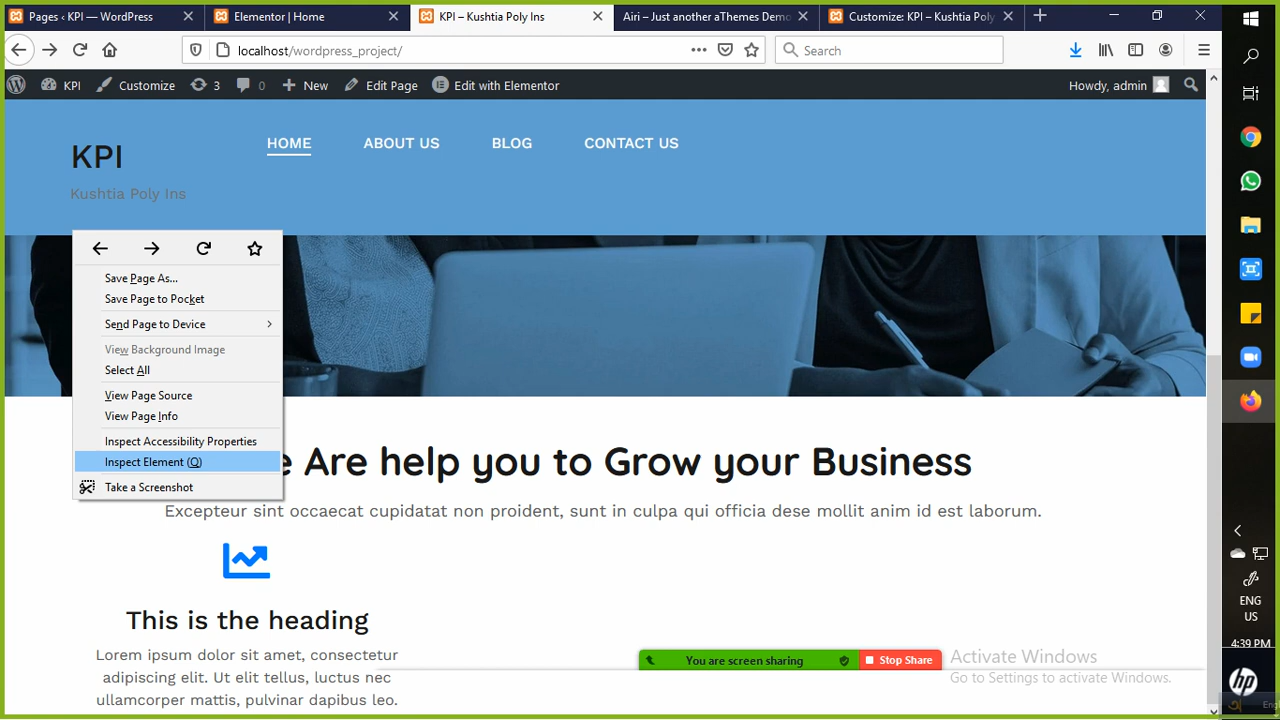 Pages ‹ KPI — WordPress
Elementor | Home
KPI – Kushtia Poly Ins
Airi – Just another aThemes Demo
Customize: KPI – Kushtia Poly
localhost/wordpress_project/
Search
KPI
Customize
3
0
New
Edit Page
Edit with Elementor
Howdy, admin
KPI
HOME
ABOUT US
BLOG
CONTACT US
Kushtia Poly Ins
Save Page As...
Save Page to Pocket
Send Page to Device
View Background Image
Select All
View Page Source
View Page Info
Inspect Accessibility Properties
Inspect Element (Q)
Take a Screenshot
e Are help you to Grow your Business
Excepteur sint occaecat cupidatat non proident, sunt in culpa qui officia dese mollit anim id est laborum.
This is the heading
Lorem ipsum dolor sit amet, consectetur
adipiscing elit. Ut elit tellus, luctus nec
ullamcorper mattis, pulvinar dapibus leo.
You are screen sharing
Stop Share
Activate Windows
Go to Settings to activate Windows.
ENG
US
4:39 PM
hp